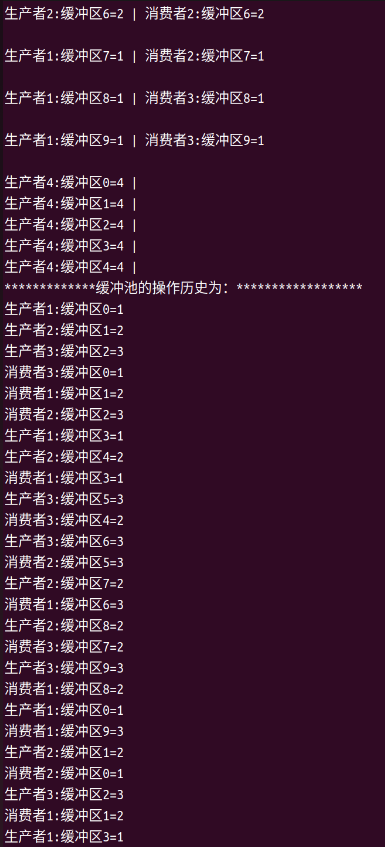 生产者2:缓冲区6=2 | 消费者2:缓冲区6=2
生产者1:缓冲区7=1 | 消费者2:缓冲区7=1
生产者1:缓冲区8=1 | 消费者3:缓冲区8=1
生产者1:缓冲区9=1 | 消费者3:缓冲区9=1
生产者4:缓冲区0=4 |
生产者4:缓冲区1=4 |
生产者4:缓冲区2=4 |
生产者4:缓冲区3=4 |
生产者4:缓冲区4=4 |
*************缓冲池的操作历史为: ******************
生产者1:缓冲区0=1
生产者2:缓冲区1=2
生产者3:缓冲区2=3
消费者3:缓冲区0=1
消费者1:缓冲区1=2
消费者2:缓冲区2=3
生产者1:缓冲区3=1
生产者2:缓冲区4=2
消费者1:缓冲区3=1
生产者3:缓冲区5=3
消费者3:缓冲区4=2
生产者3:缓冲区6=3
消费者2:缓冲区5=3
生产者2:缓冲区7=2
消费者1:缓冲区6=3
生产者2:缓冲区8=2
消费者3:缓冲区7=2
生产者3:缓冲区9=3
消费者1:缓冲区8=2
生产者1:缓冲区0=1
消费者1:缓冲区9=3
生产者2:缓冲区1=2
消费者2:缓冲区0=1
生产者3:缓冲区2=3
消费者1:缓冲区1=2
生产者1:缓冲区3=1